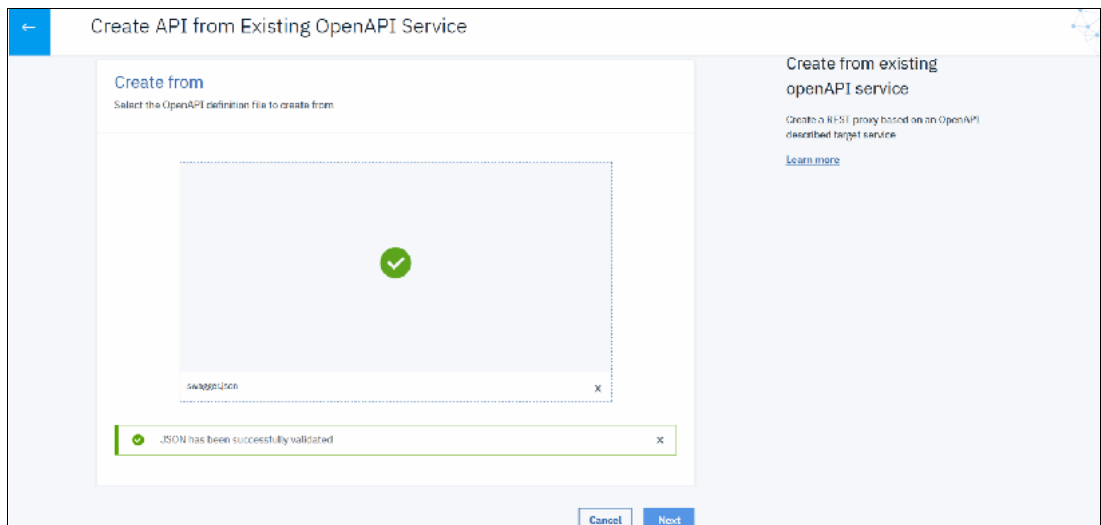 Create API from Existing OpenAPI Service
Create from
Select the OpenAPI definition file to create from
swagger.json
x
JSON has been successfully validated
x
Cancel
Next
Create from existing
openAPI service
Create a REST proxy based on an OpenAPI
described target service
Learn more